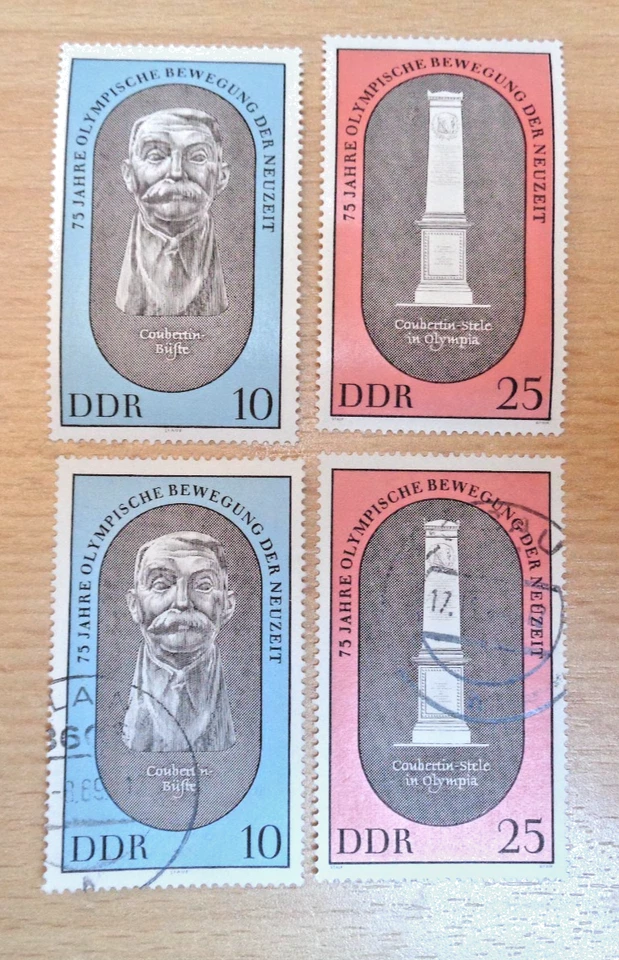 75 JAHRE OLYMPISCHE BEWEGUNG DER NEUZEIT
Coubertin-
Büste
DDR 10
75 JAHRE OLYMPISCHE BEWEGUNG DER NEUZEIT
Coubertin-Stele
in Olympia
DDR 25
75 JAHRE OLYMPISCHE BEWEGUNG DER NEUZEIT
Coubertin-
Büste
DDR 10
75 JAHRE OLYMPISCHE BEWEGUNG DER NEUZEIT
17.
Coubertin-Stele
in Olympia
DDR 25